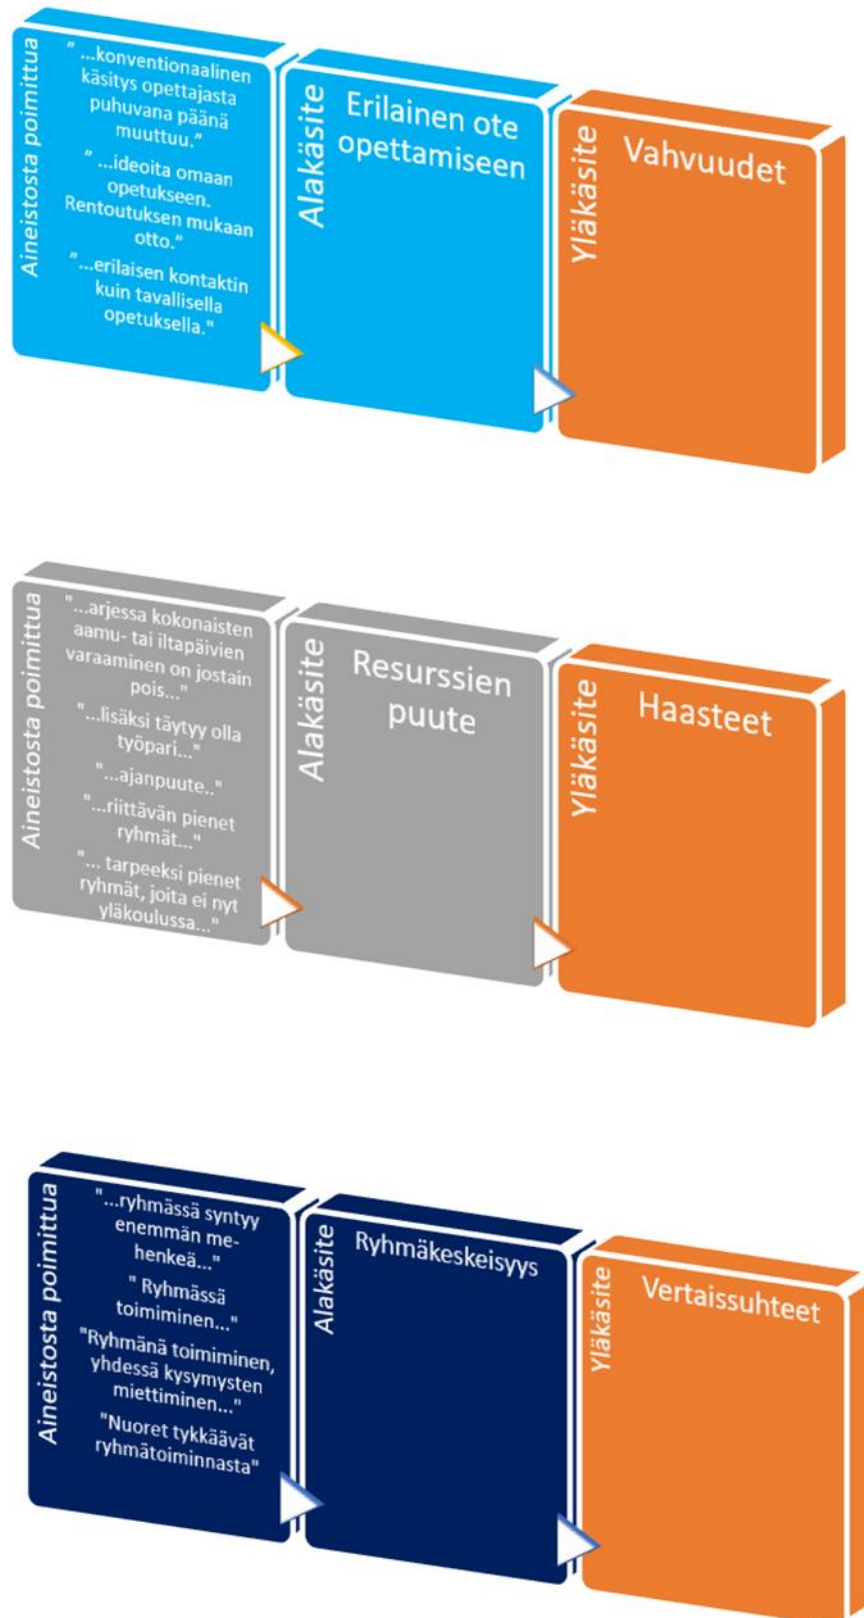 Aineistosta poimittua
” …konventionaalinen
käsitys opettajasta
puhuvana päänä
muuttuu.”
” …ideoita omaan
opetukseen.
Rentoutuksen mukaan
otto.”
”…erilaisen kontaktin
kuin tavallisella
opetuksella."
Alakäsite
Erilainen ote
opettamiseen
Yläkäsite
Vahvuudet
Aineistosta poimittua
"...arjessa kokonaisten
aamu- tai iltapäivien
varaaminen on jostain
pois..."
"...lisäksi täytyy olla
työpari..."
"...ajanpuute.."
"...riittävän pienet
ryhmät..."
"... tarpeeksi pienet
ryhmät, joita ei nyt
yläkoulussa..."
Alakäsite
Resurssien
puute
Yläkäsite
Haasteet
Aineistosta poimittua
"...ryhmässä syntyy
enemmän me-
henkeä..."
" Ryhmässä
toimiminen..."
"Ryhmänä toimiminen,
yhdessä kysymysten
miettiminen..."
"Nuoret tykkäävät
ryhmätoiminnasta"
Alakäsite
Ryhmäkeskeisyys
Yläkäsite
Vertaissuhteet